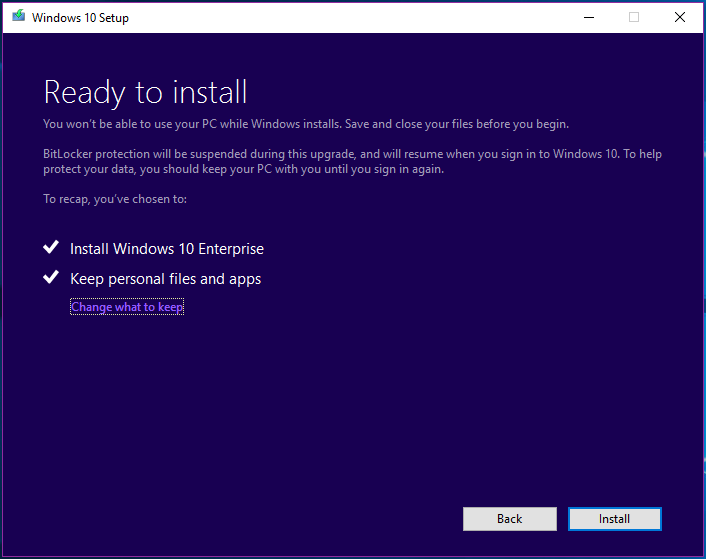 Windows 10 Setup
Ready to install
You won't be able to use your PC while Windows installs. Save and close your files before you begin.
BitLocker protection will be suspended during this upgrade, and will resume when you sign in to Windows 10. To help
protect your data, you should keep your PC with you until you sign in again.
To recap, you've chosen to:
Install Windows 10 Enterprise
Keep personal files and apps
Change what to keep
Back
Install